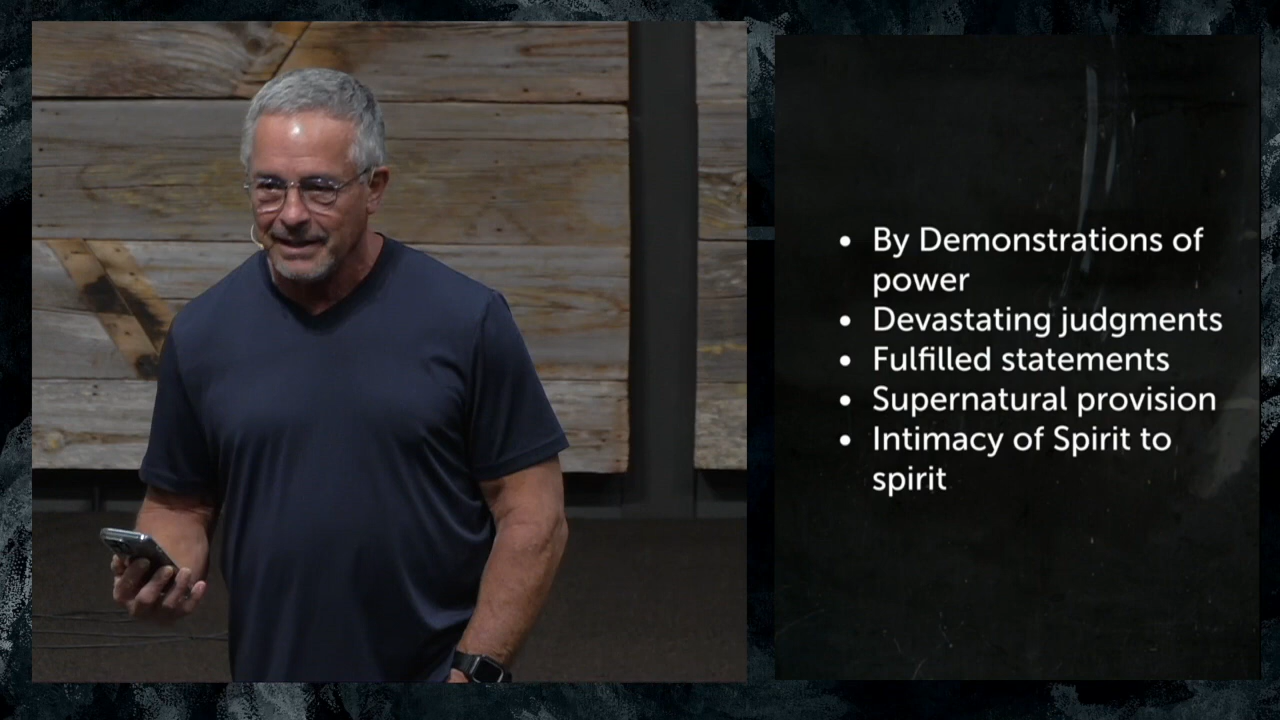 • By Demonstrations of
power
• Devastating judgments
• Fulfilled statements
• Supernatural provision
• Intimacy of Spirit to
spirit